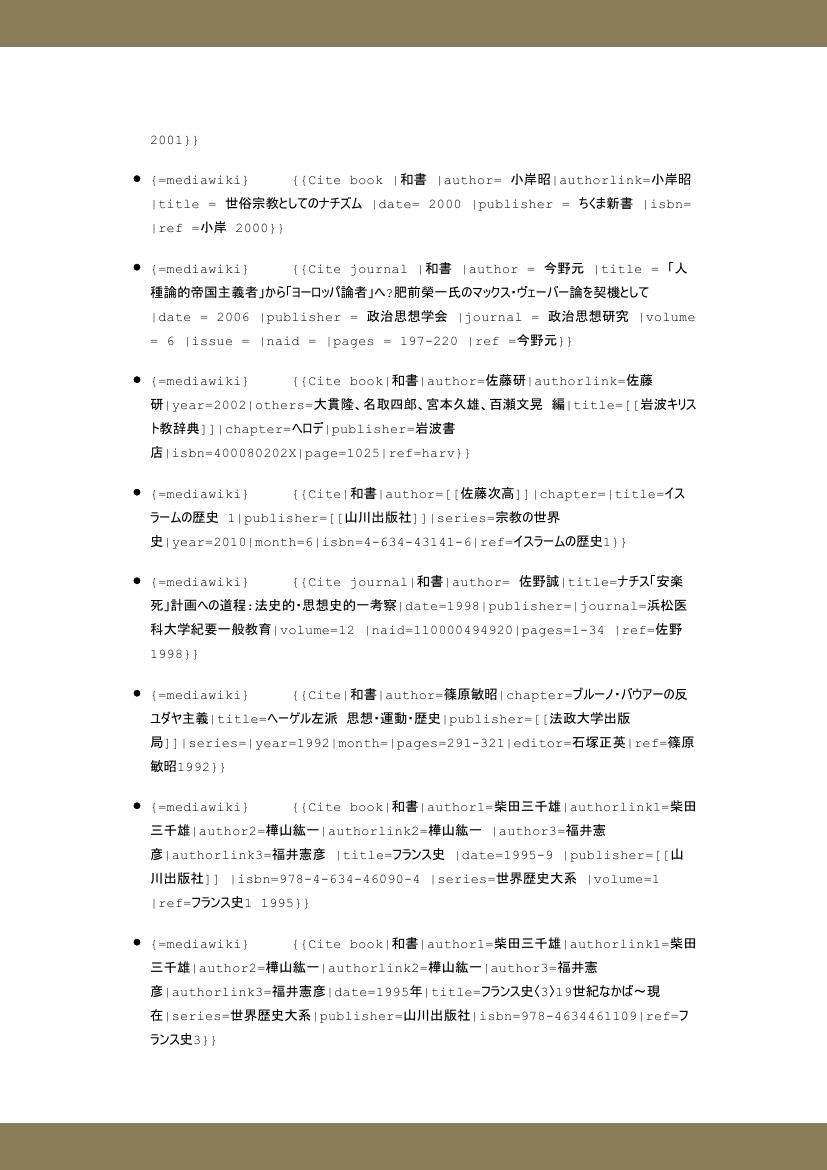 2001}}
● {=mediawiki} {{Cite book |和書 |author= 小岸昭|authorlink=小岸昭
|title = 世俗宗教としてのナチズム |date= 2000 |publisher = ちくま新書 |isbn=
|ref =小岸 2000}}
● {=mediawiki} {{Cite journal |和書 |author = 今野元 |title = 「人
種論的帝国主義者」から「ヨーロッパ論者」へ?肥前榮一氏のマックス・ヴェーバー論を契機として
|date = 2006 |publisher = 政治思想学会 |journal = 政治思想研究 |volume
= 6 |issue = |naid = |pages = 197-220 |ref =今野元}}
● {=mediawiki} {{Cite book|和書|author=佐藤研|authorlink=佐藤
研|year=2002|others=大貫隆、名取四郎、宮本久雄、百瀬文晃 編|title=[[岩波キリス
ト教辞典]]|chapter=ヘロデ|publisher=岩波書
店|isbn=400080202X|page=1025|ref=harv}}
● {=mediawiki} {{Cite|和書|author=[[佐藤次高]]|chapter=|title=イス
ラームの歴史 1|publisher=[[山川出版社]]|series=宗教の世界
史|year=2010|month=6|isbn=4-634-43141-6|ref=イスラームの歴史1}}
● {=mediawiki} {{Cite journal|和書|author= 佐野誠|title=ナチス「安楽
死」計画への道程:法史的・思想史的一考察|date=1998|publisher=|journal=浜松医
科大学紀要一般教育|volume=12 |naid=110000494920|pages=1-34 |ref=佐野
1998}}
● {=mediawiki} {{Cite|和書|author=篠原敏昭|chapter=ブルーノ・バウアーの反
ユダヤ主義|title=ヘーゲル左派 思想・運動・歴史|publisher=[[法政大学出版
局]]|series=|year=1992|month=|pages=291-321|editor=石塚正英|ref=篠原
敏昭1992}}
● {=mediawiki} {{Cite book|和書|author1=柴田三千雄|authorlink1=柴田
三千雄|author2=樺山紘一|authorlink2=樺山紘一 |author3=福井憲
彦|authorlink3=福井憲彦 |title=フランス史 |date=1995-9 |publisher=[[山
川出版社]] |isbn=978-4-634-46090-4 |series=世界歴史大系 |volume=1
|ref=フランス史1 1995}}
● {=mediawiki} {{Cite book|和書|author1=柴田三千雄|authorlink1=柴田
三千雄|author2=樺山紘一|authorlink2=樺山紘一|author3=福井憲
彦|authorlink3=福井憲彦|date=1995年|title=フランス史〈3〉19世紀なかば〜現
在|series=世界歴史大系|publisher=山川出版社|isbn=978-4634461109|ref=フ
ランス史3}}